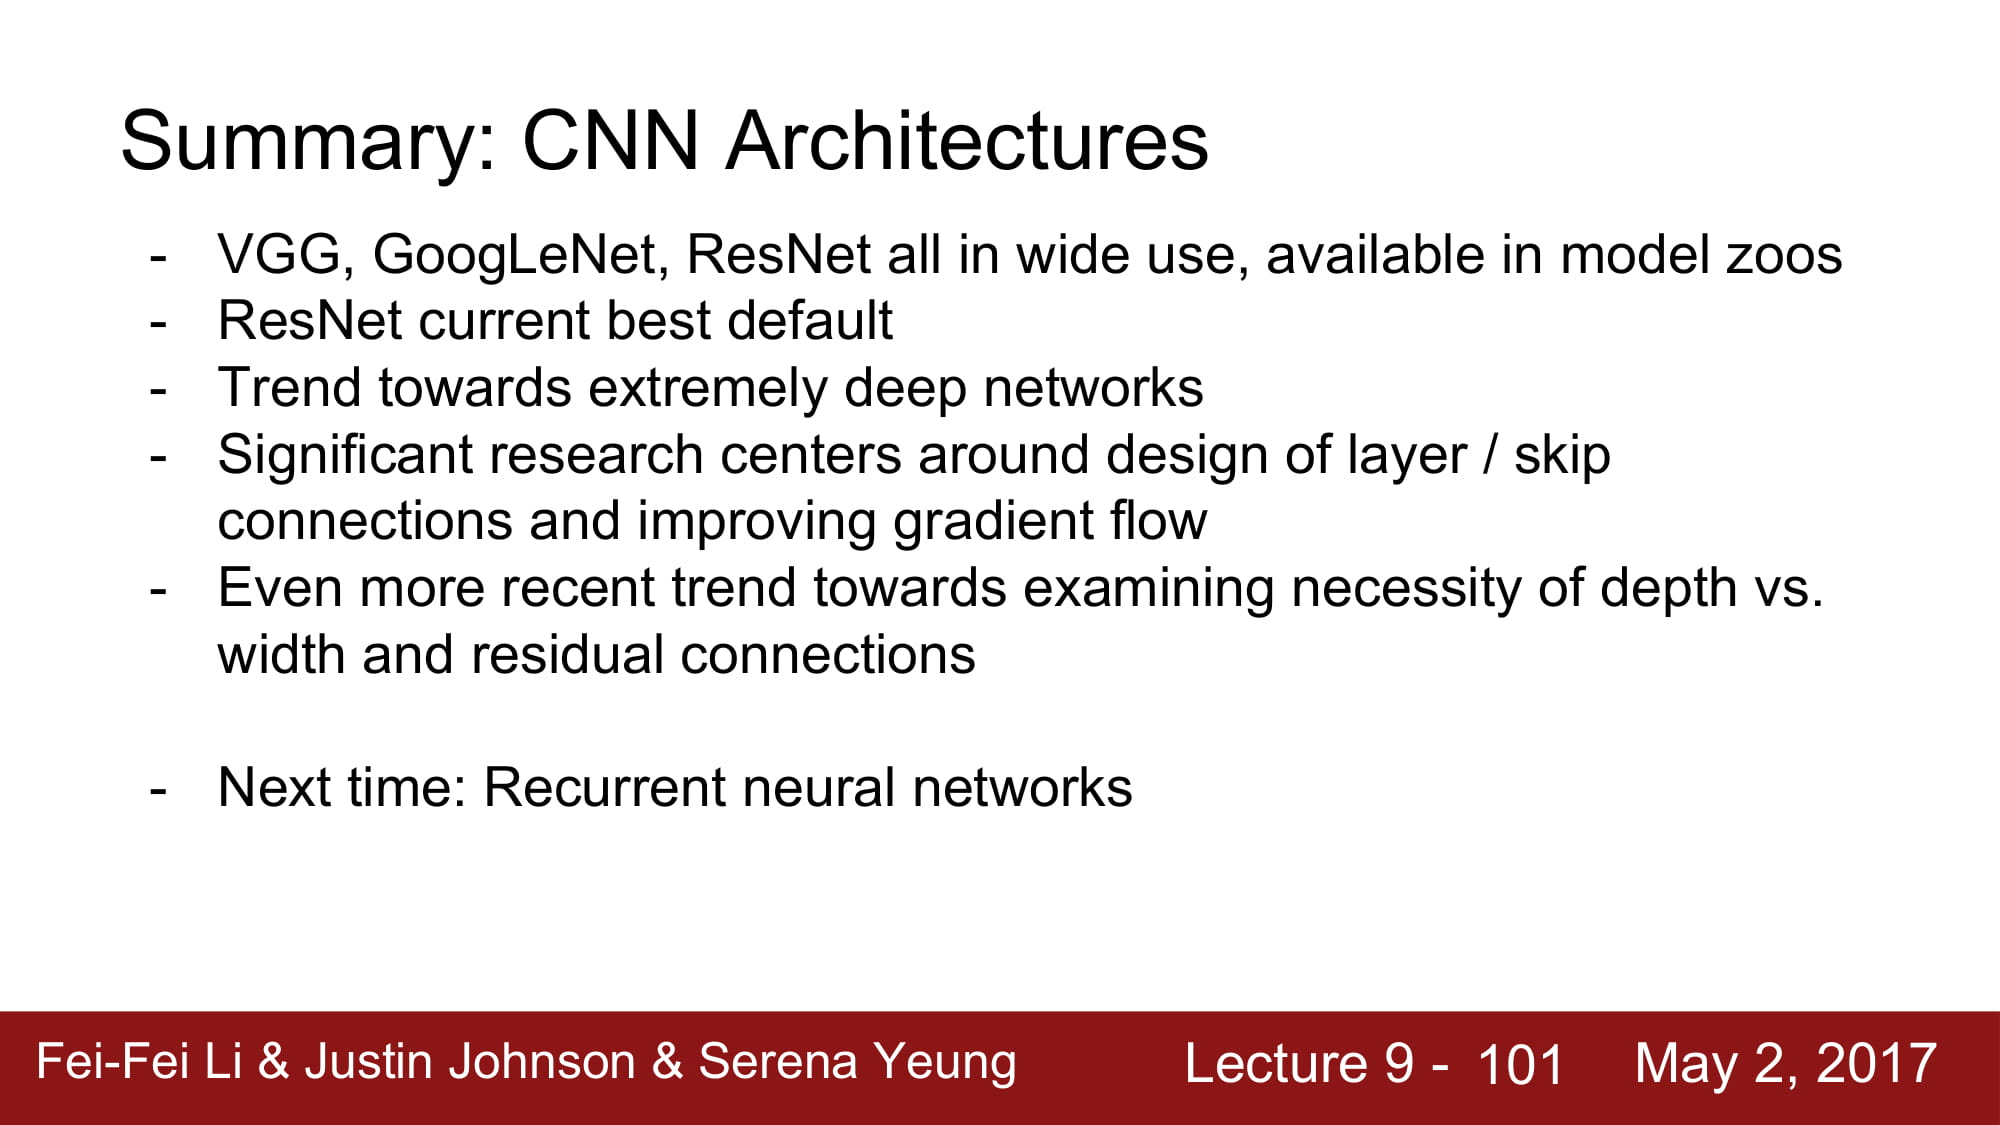 Summary: CNN Architectures
- VGG, GoogLeNet, ResNet all in wide use, available in model zoos
- ResNet current best default
- Trend towards extremely deep networks
- Significant research centers around design of layer / skip
connections and improving gradient flow
- Even more recent trend towards examining necessity of depth vs.
width and residual connections
- Next time: Recurrent neural networks
Fei-Fei Li & Justin Johnson & Serena Yeung Lecture 9 - 101 May 2, 2017